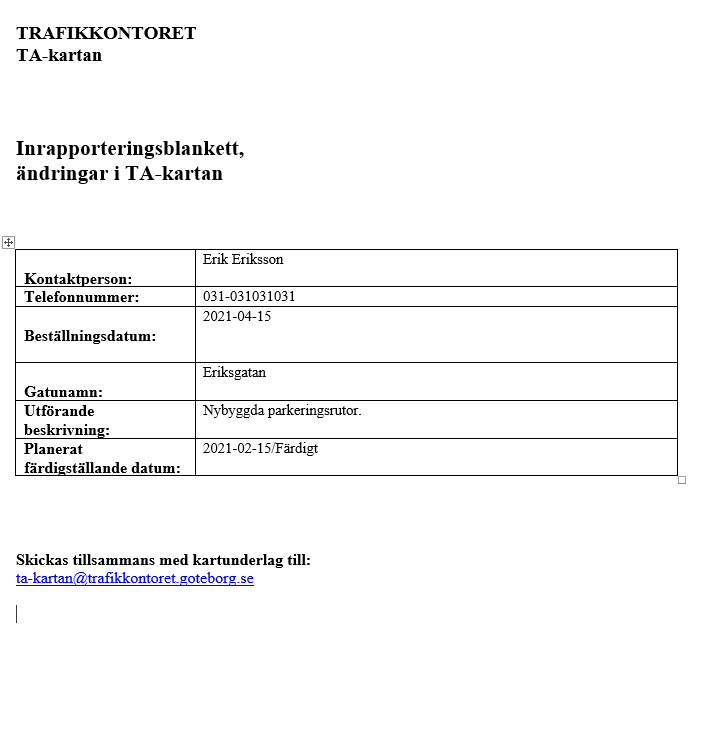 TRAFIKKONTORET
TA-kartan
Inrapporteringsblankett,
ändringar i TA-kartan
Erik Eriksson
Kontaktperson:
Telefonnummer: 031-031031031
2021-04-15
Beställningsdatum:
Eriksgatan
Gatunamn:
Utförande Nybyggda parkeringsrutor.
beskrivning:
Planerat 2021-02-15/Färdigt
färdigställande datum:
Skickas tillsammans med kartunderlag till:
ta-kartan@trafikkontoret.goteborg.se